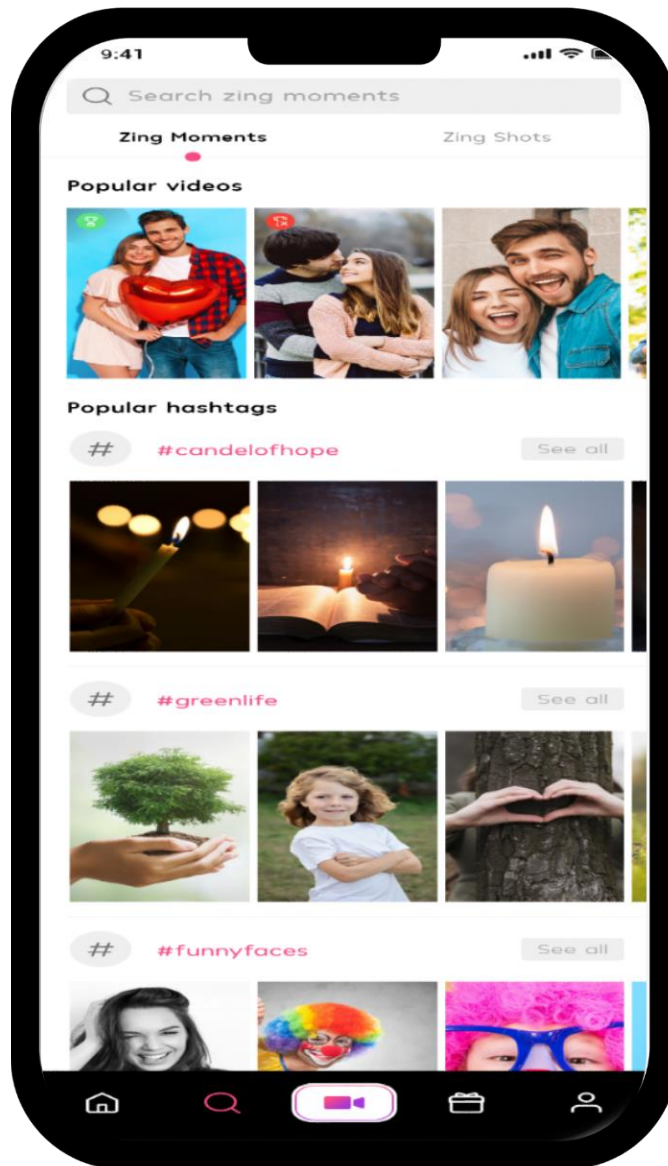 9:41
Search zing moments
Zing Moments Zing Shots
Popular videos
Popular hashtags
# #candelofhope See all
# #greenlife See all
# #funnyfaces See all